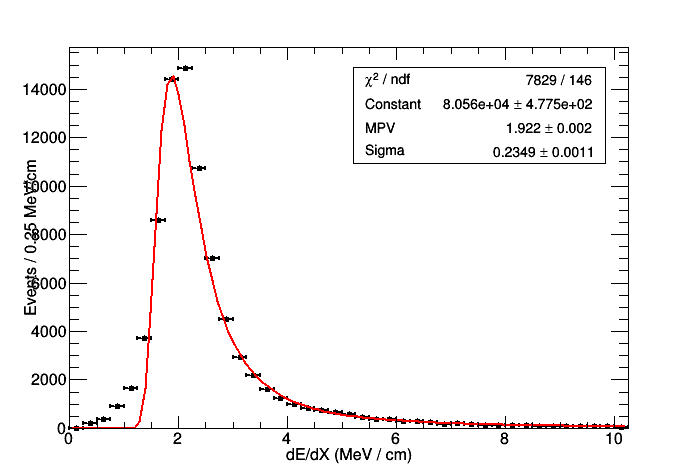 χ² / ndf 7829 / 146
Constant 8.056e+04 ± 4.775e+02
MPV 1.922 ± 0.002
Sigma 0.2349 ± 0.0011
14000
12000
10000
8000
6000
4000
2000
0
Events / 0.25 MeV/cm
0 2 4 6 8 10
dE/dX (MeV / cm)